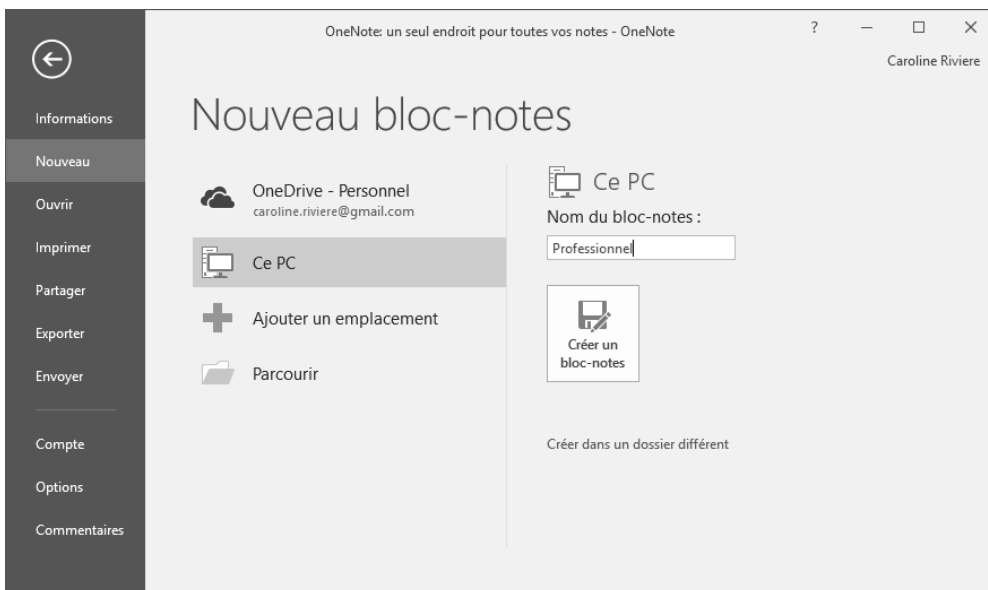 OneNote: un seul endroit pour toutes vos notes - OneNote
?
Caroline Riviere
Informations
Nouveau
Ouvrir
Imprimer
Partager
Exporter
Envoyer
Compte
Options
Commentaires
Nouveau bloc-notes
OneDrive - Personnel
caroline.riviere@gmail.com
Ce PC
Ajouter un emplacement
Parcourir
Ce PC
Nom du bloc-notes :
Professionnel
Créer un
bloc-notes
Créer dans un dossier différent